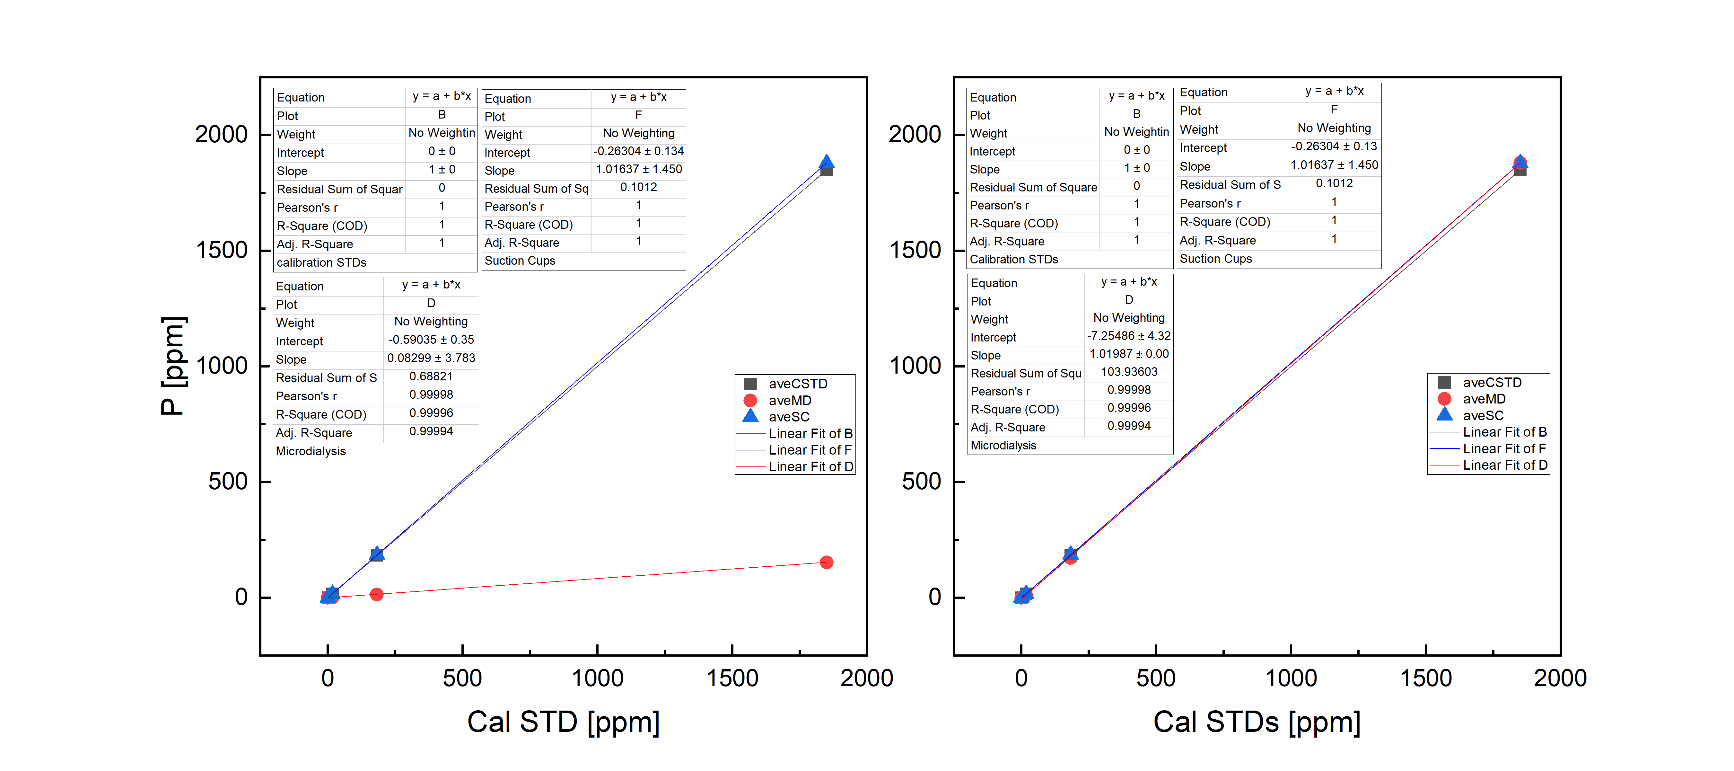 Equation y = a + b*x
Plot B
Weight No Weightin
Intercept 0 ± 0
Slope 1 ± 0
Residual Sum of Squar 0
Pearson's r 1
R-Square (COD) 1
Adj. R-Square 1
calibration STDs
Equation y = a + b*x
Plot F
Weight No Weighting
Intercept -0.26304 ± 0.134
Slope 1.01637 ± 1.450
Residual Sum of Sq 0.1012
Pearson's r 1
R-Square (COD) 1
Adj. R-Square 1
Suction Cups
Equation y = a + b*x
Plot D
Weight No Weighting
Intercept -0.59035 ± 0.35
Slope 0.08299 ± 3.783
Residual Sum of S 0.68821
Pearson's r 0.99998
R-Square (COD) 0.99996
Adj. R-Square 0.99994
Microdialysis
aveCSTD
aveMD
aveSC
Linear Fit of B
Linear Fit of F
Linear Fit of D
P [ppm]
2000
1500
1000
500
0
0 500 1000 1500 2000
Cal STD [ppm]
Equation y = a + b*x
Plot B
Weight No Weightin
Intercept 0 ± 0
Slope 1 ± 0
Residual Sum of Square 0
Pearson's r 1
R-Square (COD) 1
Adj. R-Square 1
Calibration STDs
Equation y = a + b*x
Plot F
Weight No Weighting
Intercept -0.26304 ± 0.13
Slope 1.01637 ± 1.450
Residual Sum of S 0.1012
Pearson's r 1
R-Square (COD) 1
Adj. R-Square 1
Suction Cups
Equation y = a + b*x
Plot D
Weight No Weighting
Intercept -7.25486 ± 4.32
Slope 1.01987 ± 0.00
Residual Sum of Squ 103.93603
Pearson's r 0.99998
R-Square (COD) 0.99996
Adj. R-Square 0.99994
Microdialysis
aveCSTD
aveMD
aveSC
Linear Fit of B
Linear Fit of F
Linear Fit of D
2000
1500
1000
500
0
0 500 1000 1500 2000
Cal STDs [ppm]